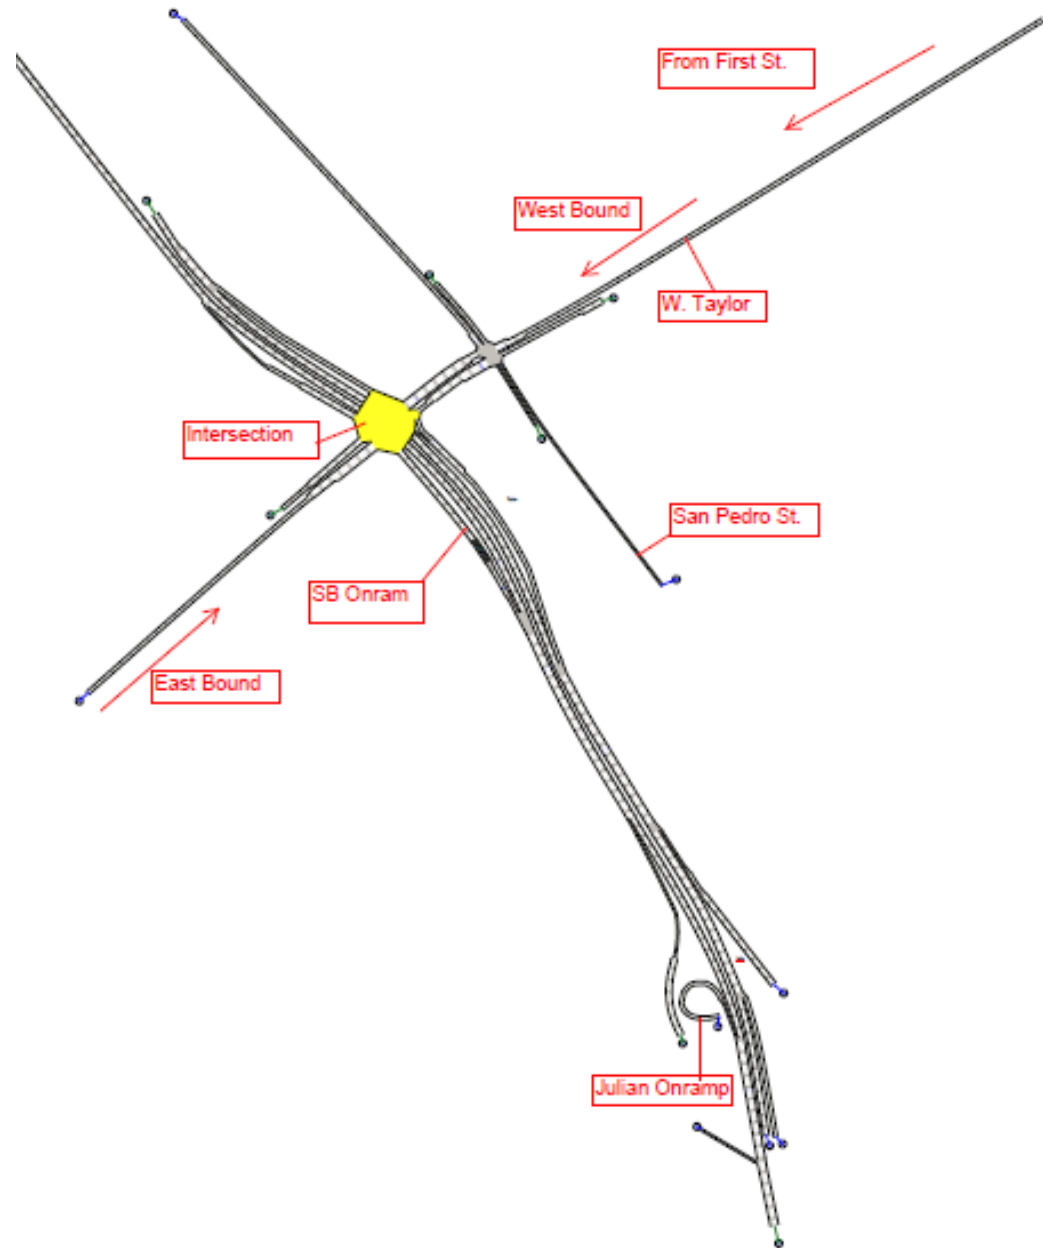 From First St.
West Bound
W. Taylor
Intersection
San Pedro St.
SB Onram
East Bound
Julian Onramp